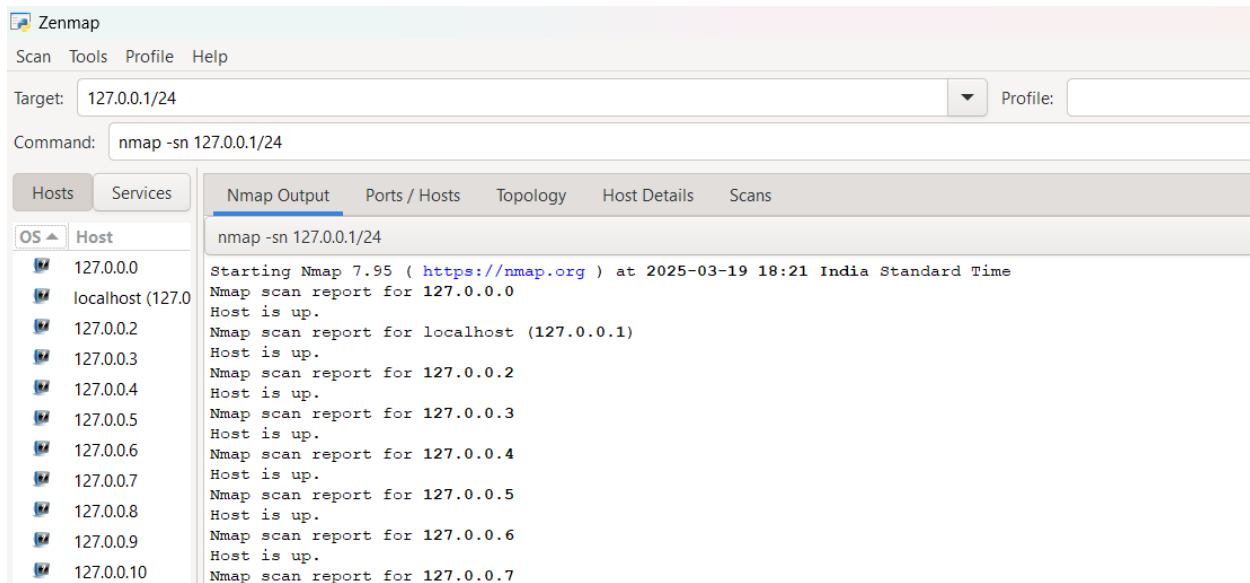 Zenmap
Scan Tools Profile Help
Target: 127.0.0.1/24 Profile:
Command: nmap -sn 127.0.0.1/24
Hosts Services
Nmap Output Ports / Hosts Topology Host Details Scans
OS Host
127.0.0.0
localhost (127.0
127.0.0.2
127.0.0.3
127.0.0.4
127.0.0.5
127.0.0.6
127.0.0.7
127.0.0.8
127.0.0.9
127.0.0.10
nmap -sn 127.0.0.1/24
Starting Nmap 7.95 ( https://nmap.org ) at 2025-03-19 18:21 India Standard Time
Nmap scan report for 127.0.0.0
Host is up.
Nmap scan report for localhost (127.0.0.1)
Host is up.
Nmap scan report for 127.0.0.2
Host is up.
Nmap scan report for 127.0.0.3
Host is up.
Nmap scan report for 127.0.0.4
Host is up.
Nmap scan report for 127.0.0.5
Host is up.
Nmap scan report for 127.0.0.6
Host is up.
Nmap scan report for 127.0.0.7